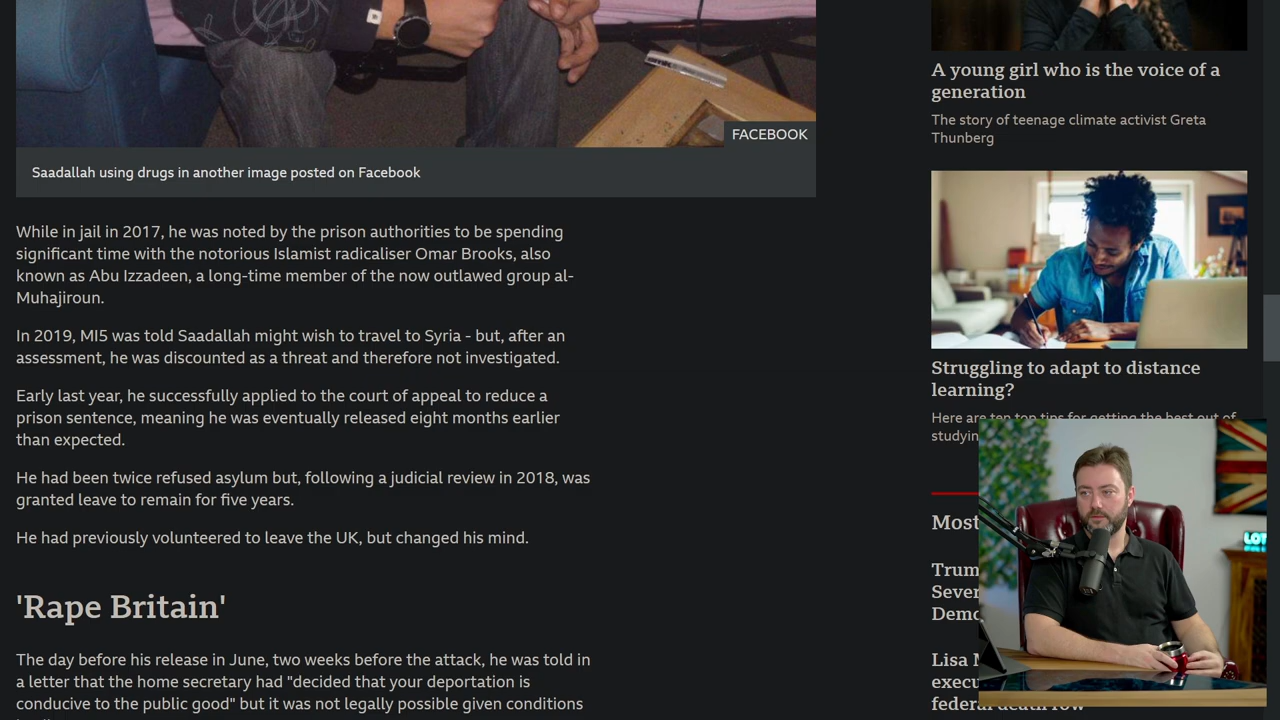 FACEBOOK
Saadallah using drugs in another image posted on Facebook
While in jail in 2017, he was noted by the prison authorities to be spending
significant time with the notorious Islamist radicaliser Omar Brooks, also
known as Abu Izzadeen, a long-time member of the now outlawed group al-
Muhajiroun.
In 2019, MI5 was told Saadallah might wish to travel to Syria - but, after an
assessment, he was discounted as a threat and therefore not investigated.
Early last year, he successfully applied to the court of appeal to reduce a
prison sentence, meaning he was eventually released eight months earlier
than expected.
He had been twice refused asylum but, following a judicial review in 2018, was
granted leave to remain for five years.
He had previously volunteered to leave the UK, but changed his mind.
'Rape Britain'
The day before his release in June, two weeks before the attack, he was told in
a letter that the home secretary had "decided that your deportation is
conducive to the public good" but it was not legally possible given conditions
A young girl who is the voice of a
generation
The story of teenage climate activist Greta
Thunberg
Struggling to adapt to distance
learning?
Here are ten top tips for getting the best out of
studyin
Most
Trum
Sever
Demo
Lisa
execu
federal death row
LOT